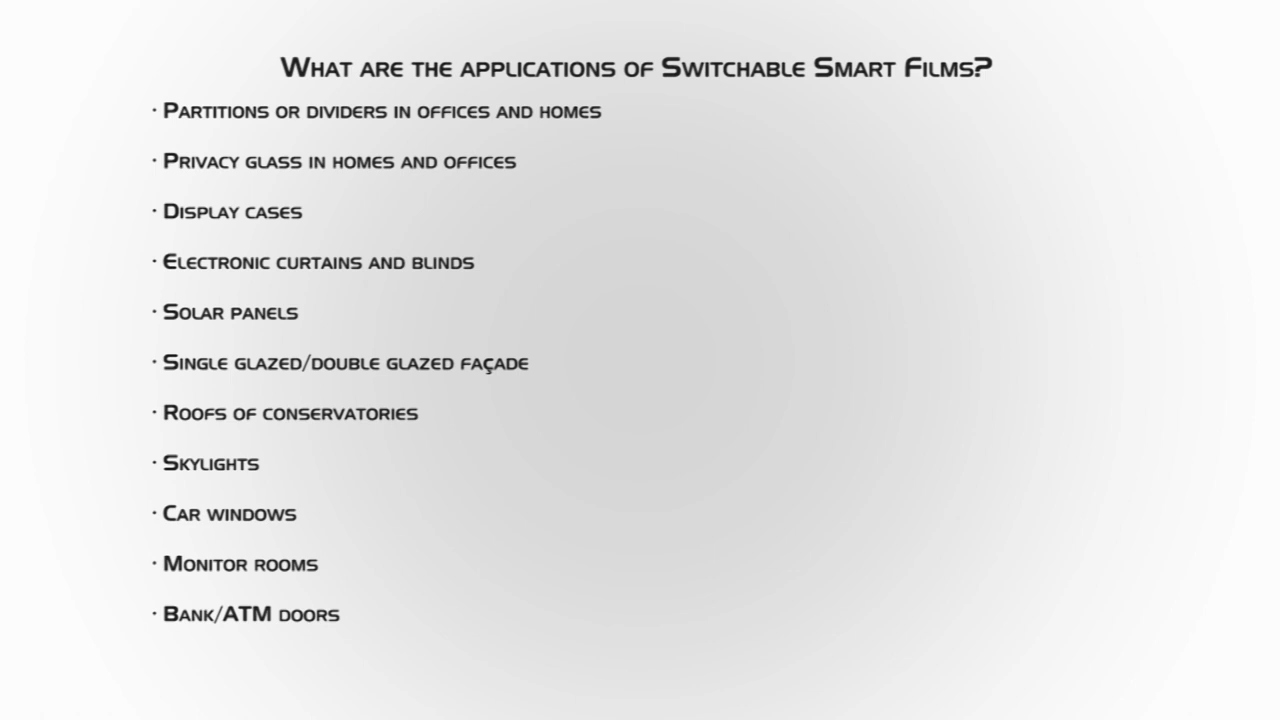 What are the applications of Switchable Smart Films?
· Partitions or dividers in offices and homes
· Privacy glass in homes and offices
· Display cases
· Electronic curtains and blinds
· Solar panels
· Single glazed/double glazed façade
· Roofs of conservatories
· Skylights
· Car windows
· Monitor rooms
· Bank/ATM doors